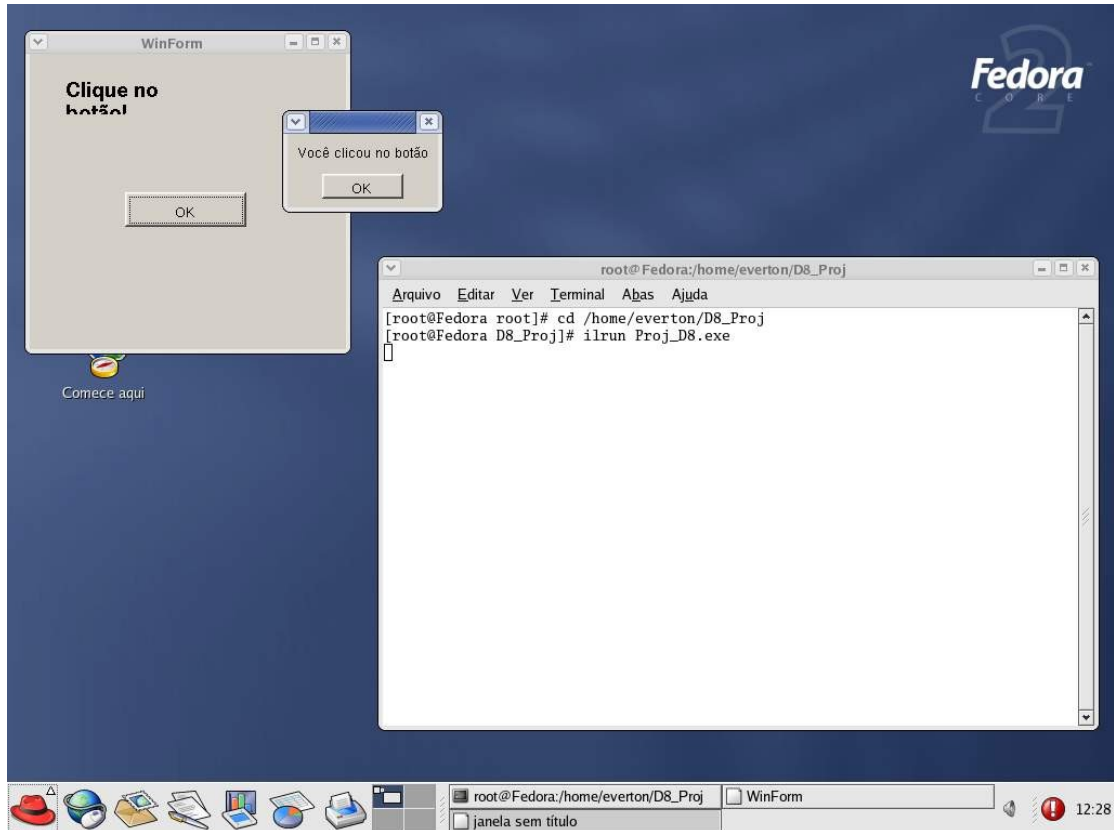 WinForm
Clique no
botão!
OK
Você clicou no botão
OK
Fedora
CORE
2
root@Fedora:/home/everton/D8_Proj
Arquivo Editar Ver Terminal Abas Ajuda
[root@Fedora root]# cd /home/everton/D8_Proj
[root@Fedora D8_Proj]# ilrun Proj_D8.exe
Comece aqui
root@Fedora:/home/everton/D8_Proj
WinForm
janela sem título
12:28